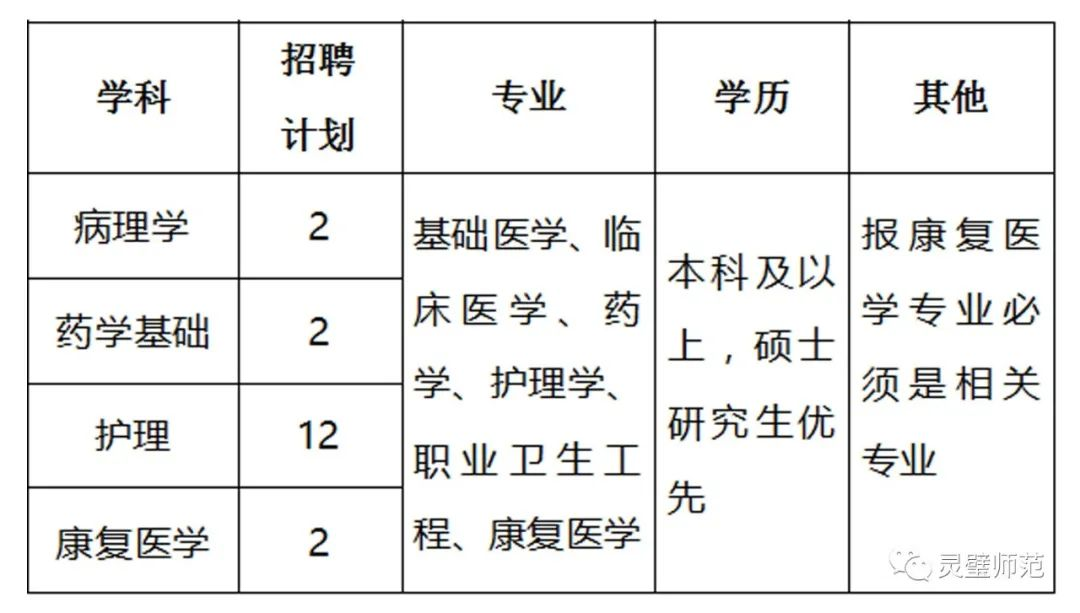 学科
招聘
计划
专业
学历
其他
病理学
2
药学基础
2
护理
12
康复医学
2
基础医学、临
床医学、药
学、护理学、
职业卫生工
程、康复医学
本科及以
上，硕士
研究生优
先
报康复医
学专业必
须是相关
专业
灵璧师范